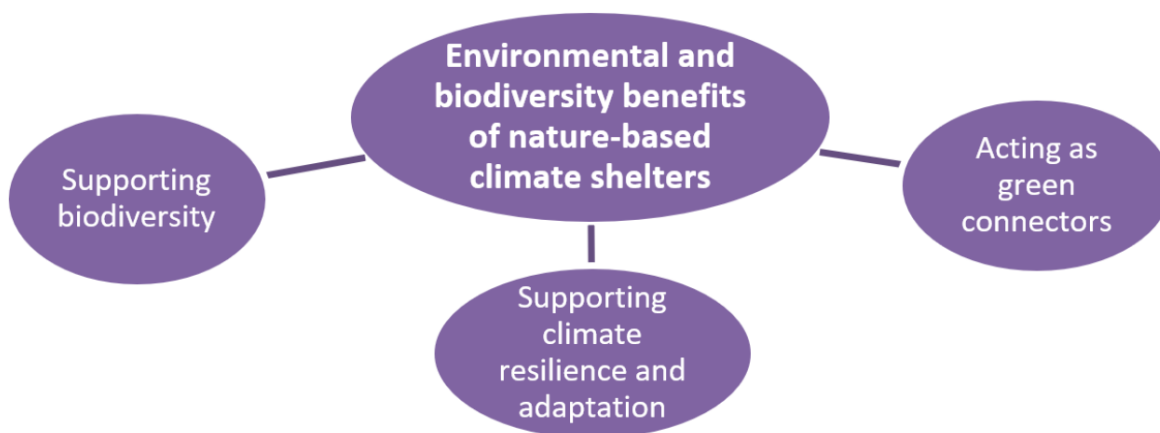 Environmental and
biodiversity benefits
of nature-based
climate shelters
Supporting
biodiversity
Supporting
climate
resilience and
adaptation
Acting as
green
connectors